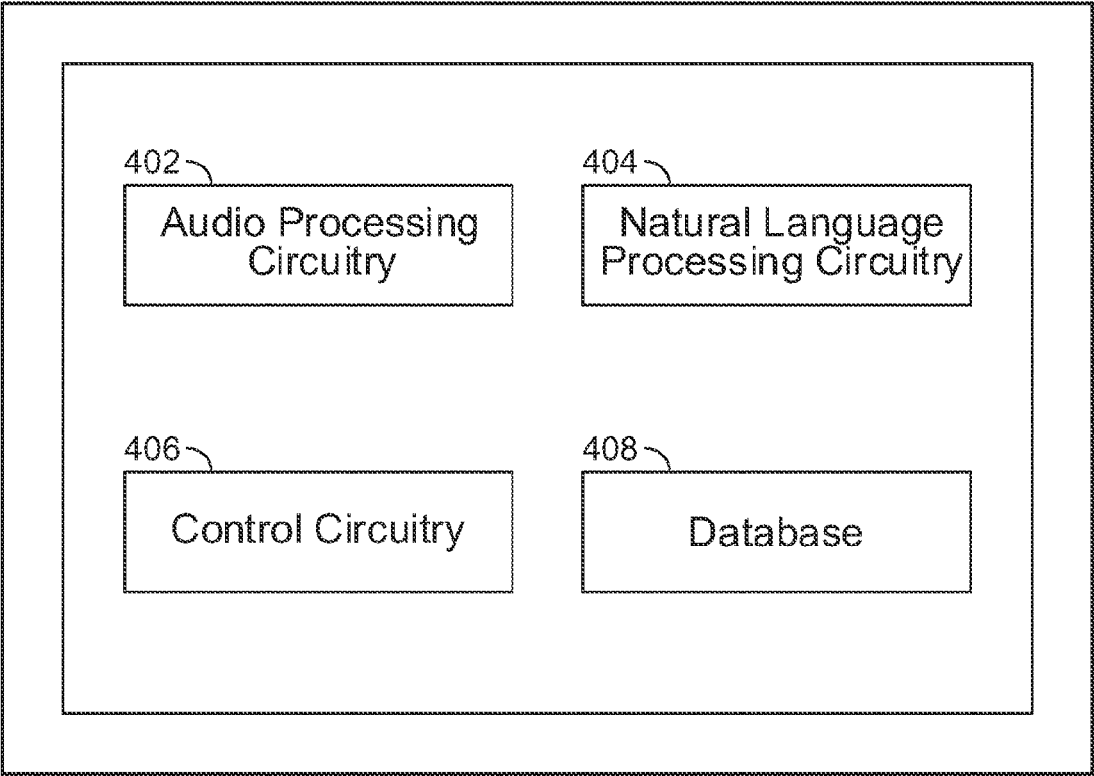 402
404
Audio Processing
Circuitry
Natural Language
Processing Circuitry
406
408
Control Circuitry
Database